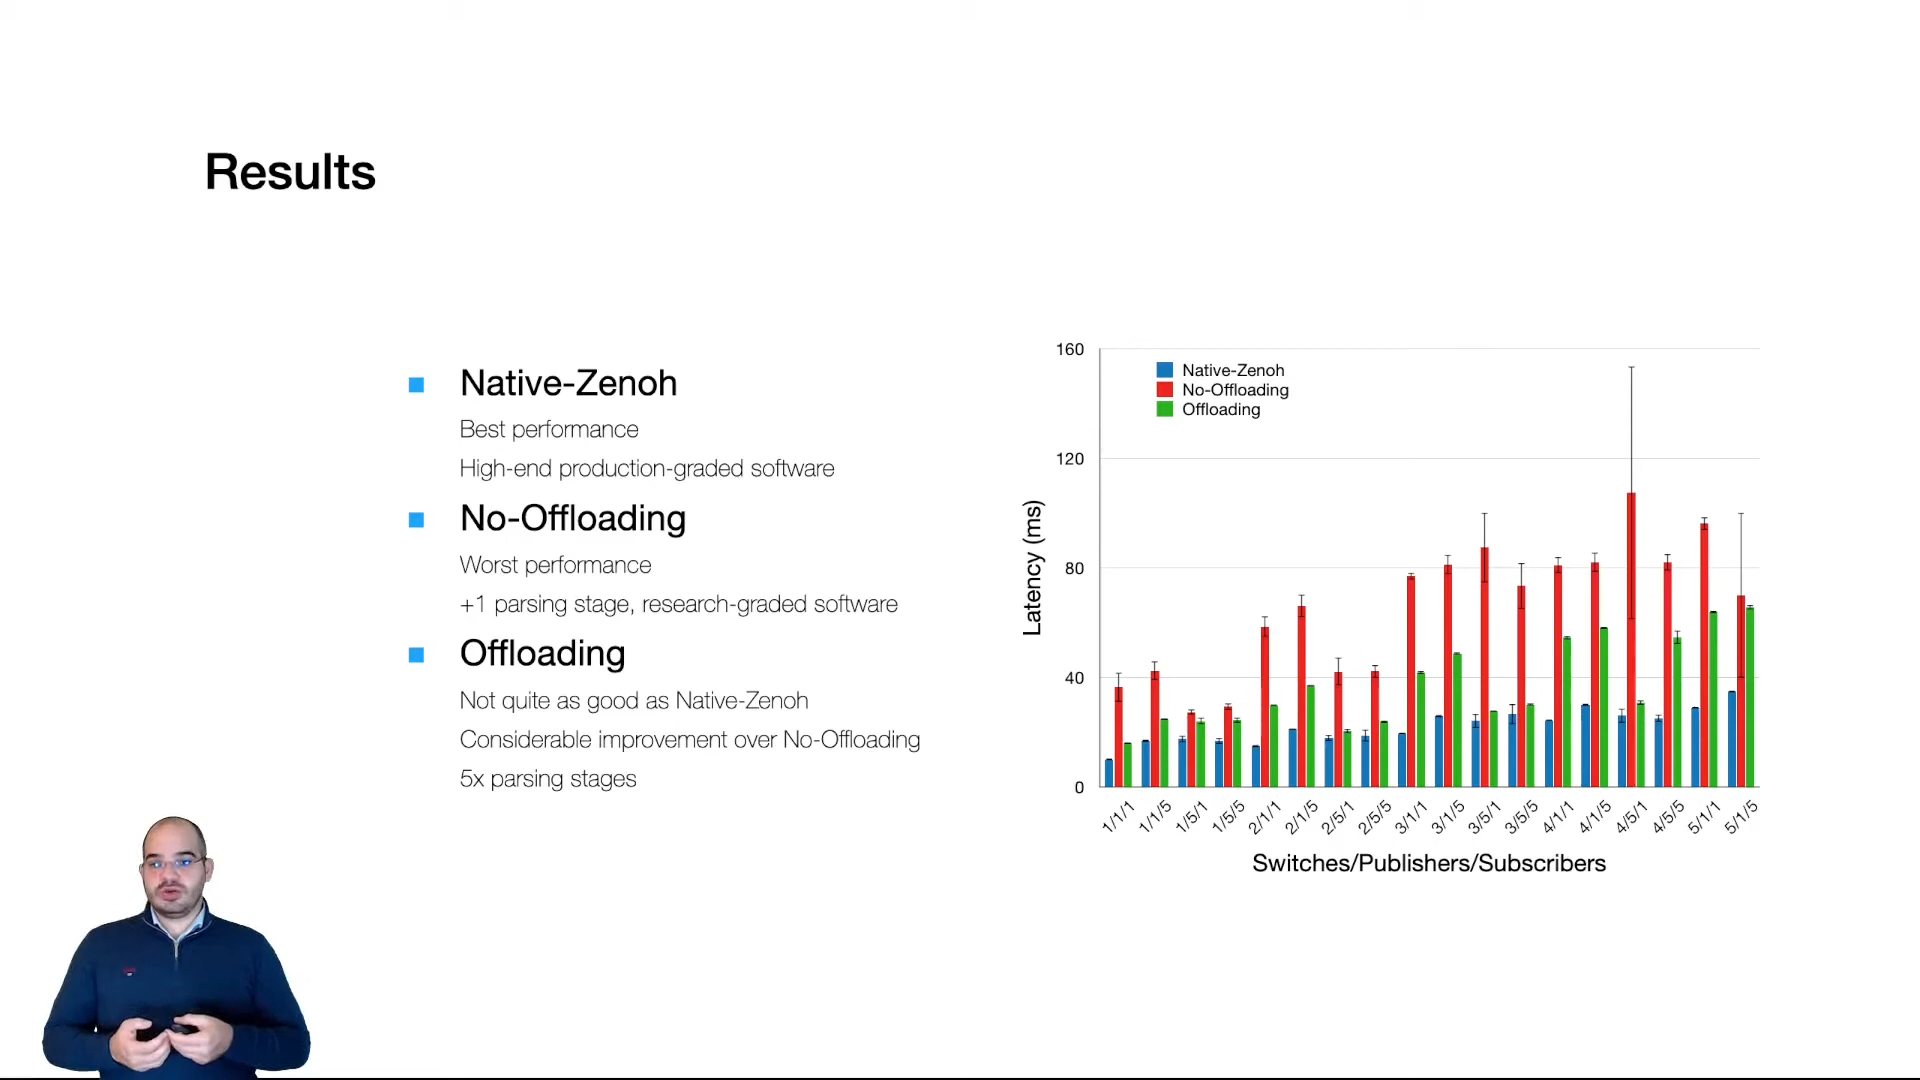 Results
Native-Zenoh
Best performance
High-end production-graded software
No-Offloading
Worst performance
+1 parsing stage, research-graded software
Offloading
Not quite as good as Native-Zenoh
Considerable improvement over No-Offloading
5x parsing stages
Native-Zenoh
No-Offloading
Offloading
Latency (ms)
160
120
80
40
0
1/1/1
1/1/5
1/5/1
1/5/5
2/1/1
2/1/5
2/5/1
2/5/5
3/1/1
3/1/5
3/5/1
3/5/5
4/1/1
4/1/5
4/5/1
4/5/5
5/1/1
5/1/5
Switches/Publishers/Subscribers